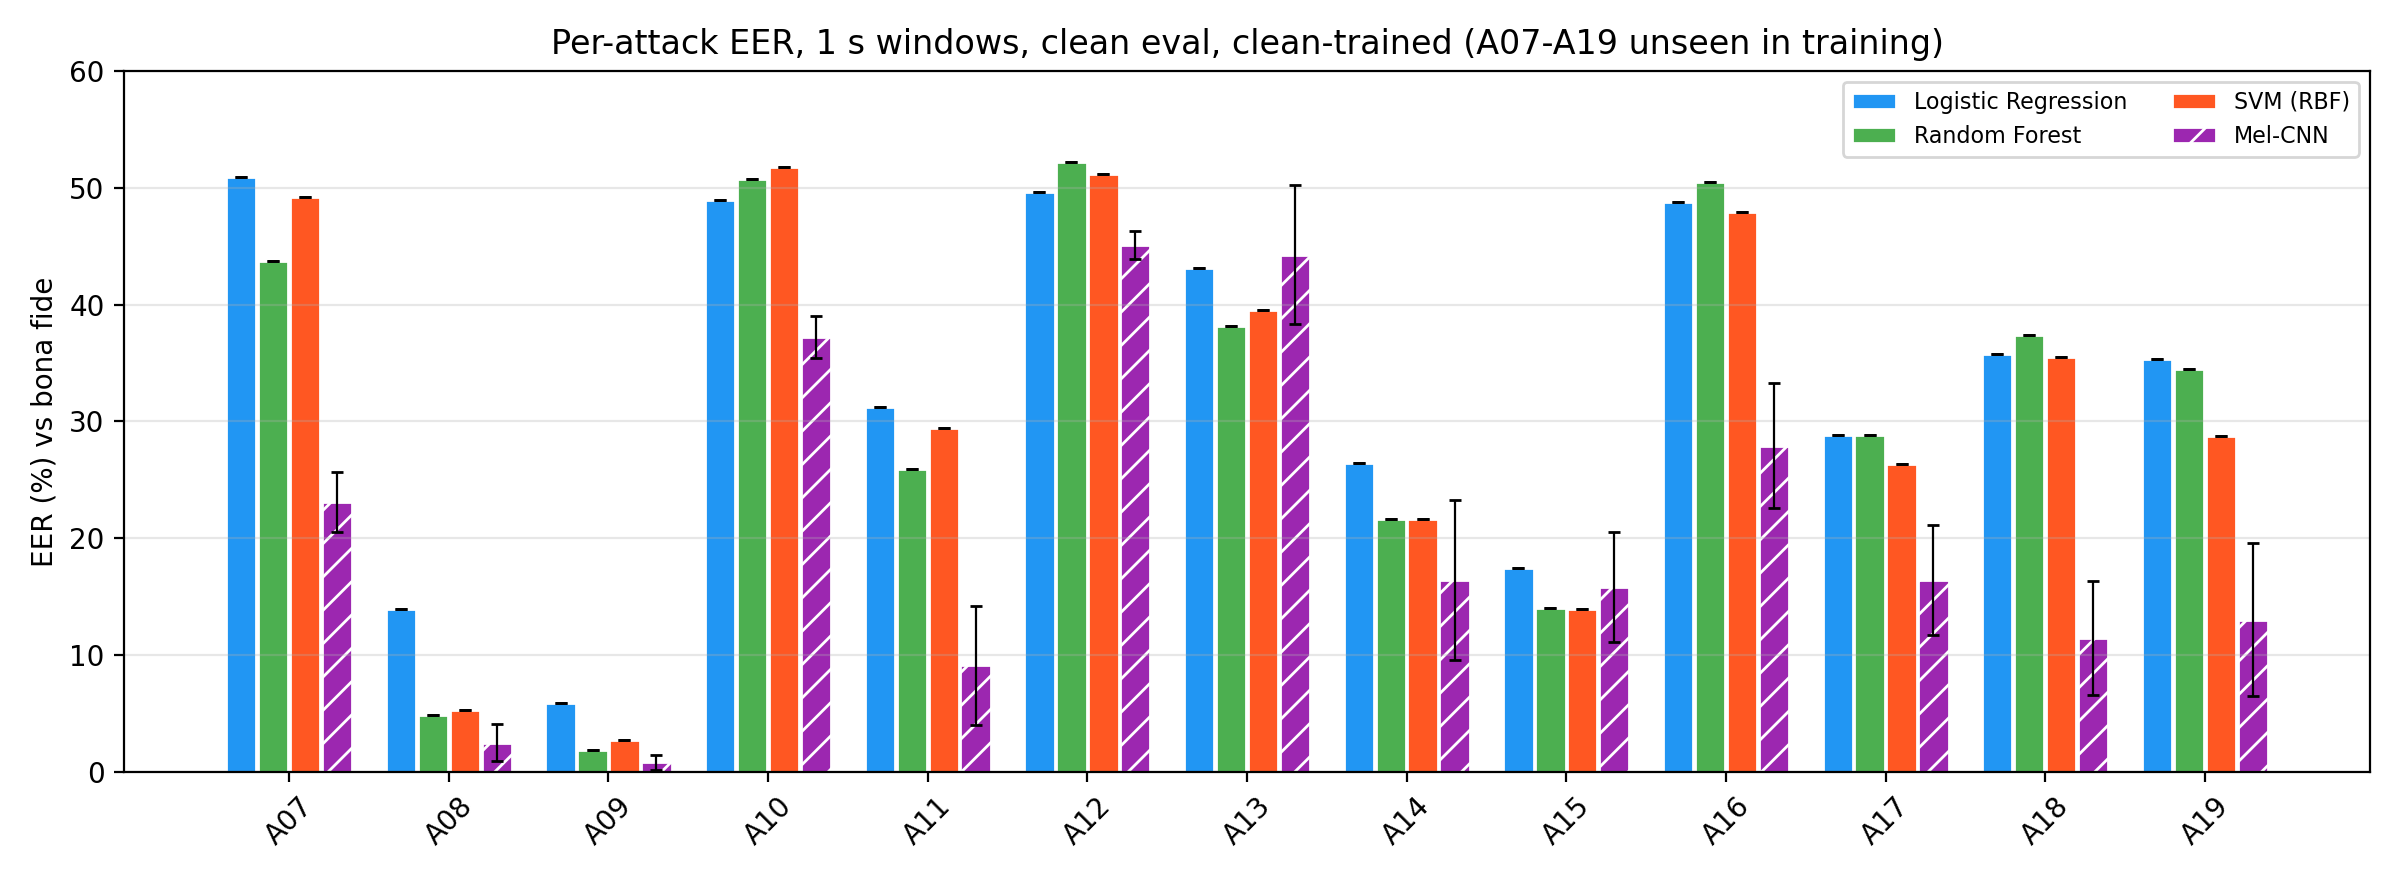 Per-attack EER, 1 s windows, clean eval, clean-trained (A07-A19 unseen in training)
Logistic Regression
Random Forest
SVM (RBF)
Mel-CNN
EER (%) vs bona fide
60
50
40
30
20
10
0
A07
A08
A09
A10
A11
A12
A13
A14
A15
A16
A17
A18
A19